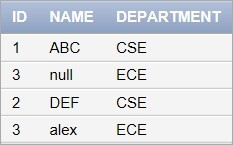 ID NAME DEPARTMENT
1 ABC CSE
3 null ECE
2 DEF CSE
3 alex ECE